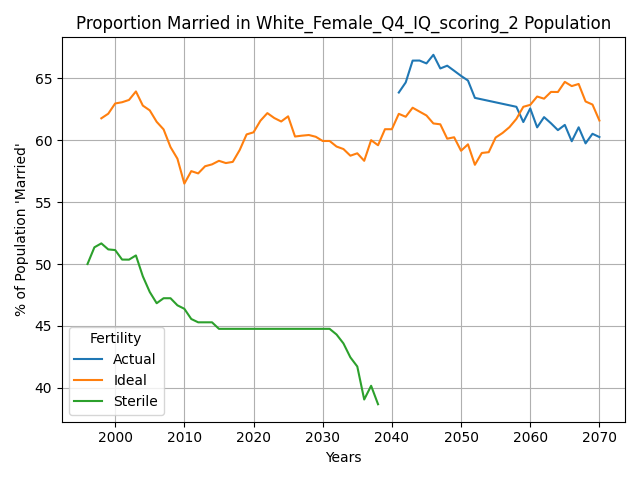 Proportion Married in White_Female_Q4_IQ_scoring_2 Population
% of Population 'Married'
65
60
55
50
45
40
Fertility
Actual
Ideal
Sterile
2000 2010 2020 2030 2040 2050 2060 2070
Years